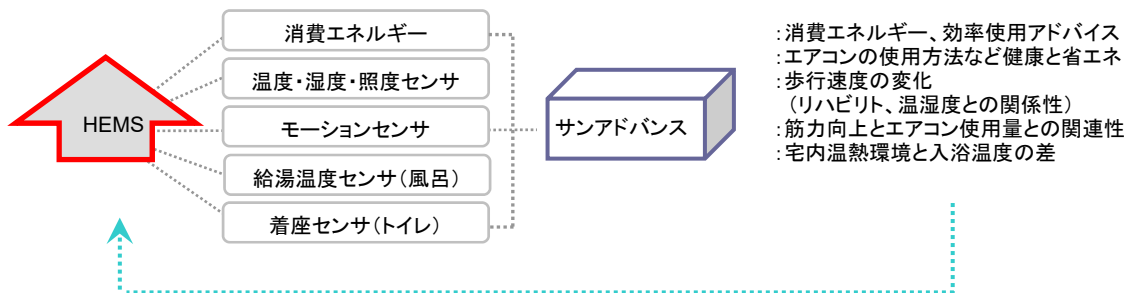 HEMS
消費エネルギー
温度・湿度・照度センサ
モーションセンサ
給湯温度センサ（風呂）
着座センサ（トイレ）
サンアドバンス
：消費エネルギー、効率使用アドバイス
：エアコンの使用方法など健康と省エネ
：歩行速度の変化
（リハビリト、温湿度との関係性）
：筋力向上とエアコン使用量との関連性
：宅内温熱環境と入浴温度の差